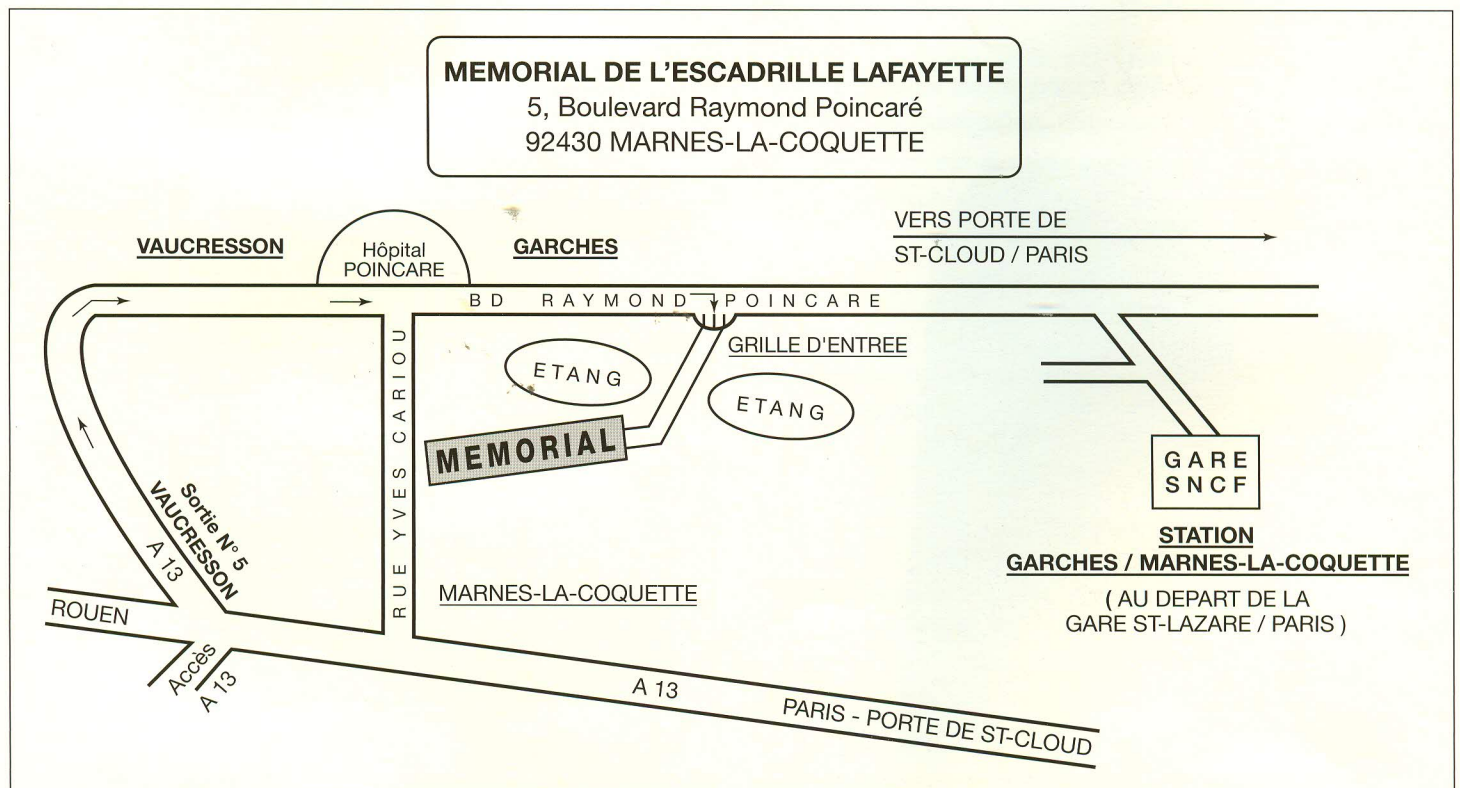 MEMORIAL DE L'ESCADRILLE LAFAYETTE
5, Boulevard Raymond Poincaré
92430 MARNES-LA-COQUETTE
VERS PORTE DE
ST-CLOUD / PARIS
VAUCRESSON
Hôpital
POINCARE
GARCHES
BD RAYMOND POINCARE
GRILLE D'ENTREE
ETANG
ETANG
MEMORIAL
RUE YVES CARIOU
GARE
SNCF
STATION
GARCHES / MARNES-LA-COQUETTE
( AU DEPART DE LA
GARE ST-LAZARE / PARIS )
Sortie N° 5
VAUCRESSON
A 13
MARNES-LA-COQUETTE
ROUEN
Accès
A 13
A 13
PARIS - PORTE DE ST-CLOUD